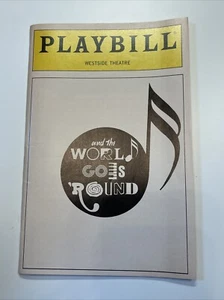 PLAYBILL
WESTSIDE THEATRE
and the
WORLD
GOES
'ROUND